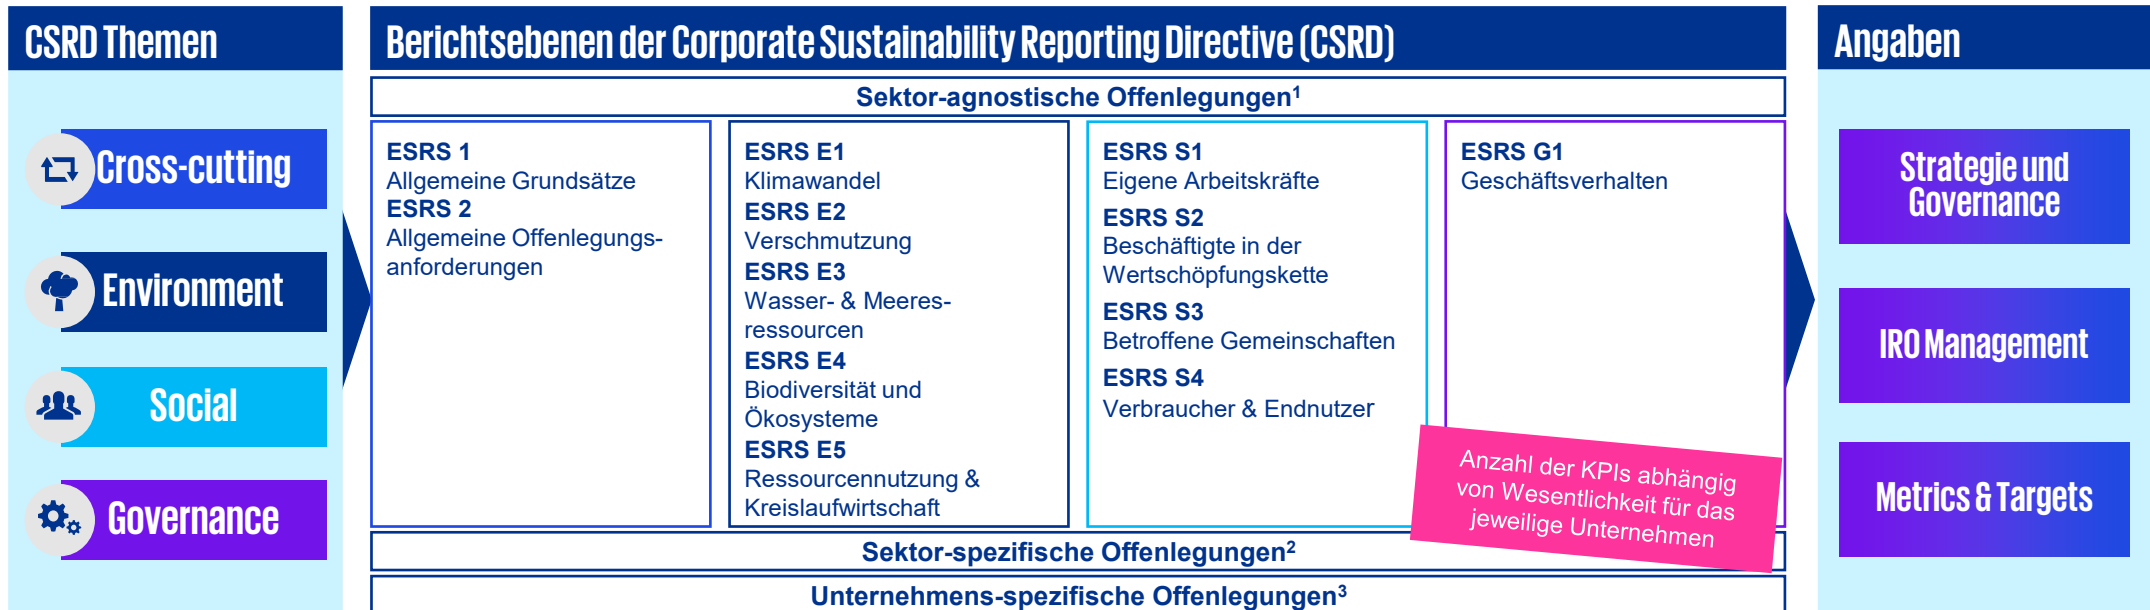 CSRD Themen
Cross-cutting
Environment
Social
Governance
Berichtsebenen der Corporate Sustainability Reporting Directive (CSRD)
Sektor-agnostische Offenlegungen¹
ESRS 1
Allgemeine Grundsätze
ESRS 2
Allgemeine Offenlegungs-
anforderungen
ESRS E1
Klimawandel
ESRS E2
Verschmutzung
ESRS E3
Wasser- & Meeres-
ressourcen
ESRS E4
Biodiversität und
Ökosysteme
ESRS E5
Ressourcennutzung &
Kreislaufwirtschaft
ESRS S1
Eigene Arbeitskräfte
ESRS S2
Beschäftigte in der
Wertschöpfungskette
ESRS S3
Betroffene Gemeinschaften
ESRS S4
Verbraucher & Endnutzer
ESRS G1
Geschäftsverhalten
Anzahl der KPIs abhängig
von Wesentlichkeit für das
jeweilige Unternehmen
Sektor-spezifische Offenlegungen²
Unternehmens-spezifische Offenlegungen³
Angaben
Strategie und
Governance
IRO Management
Metrics & Targets